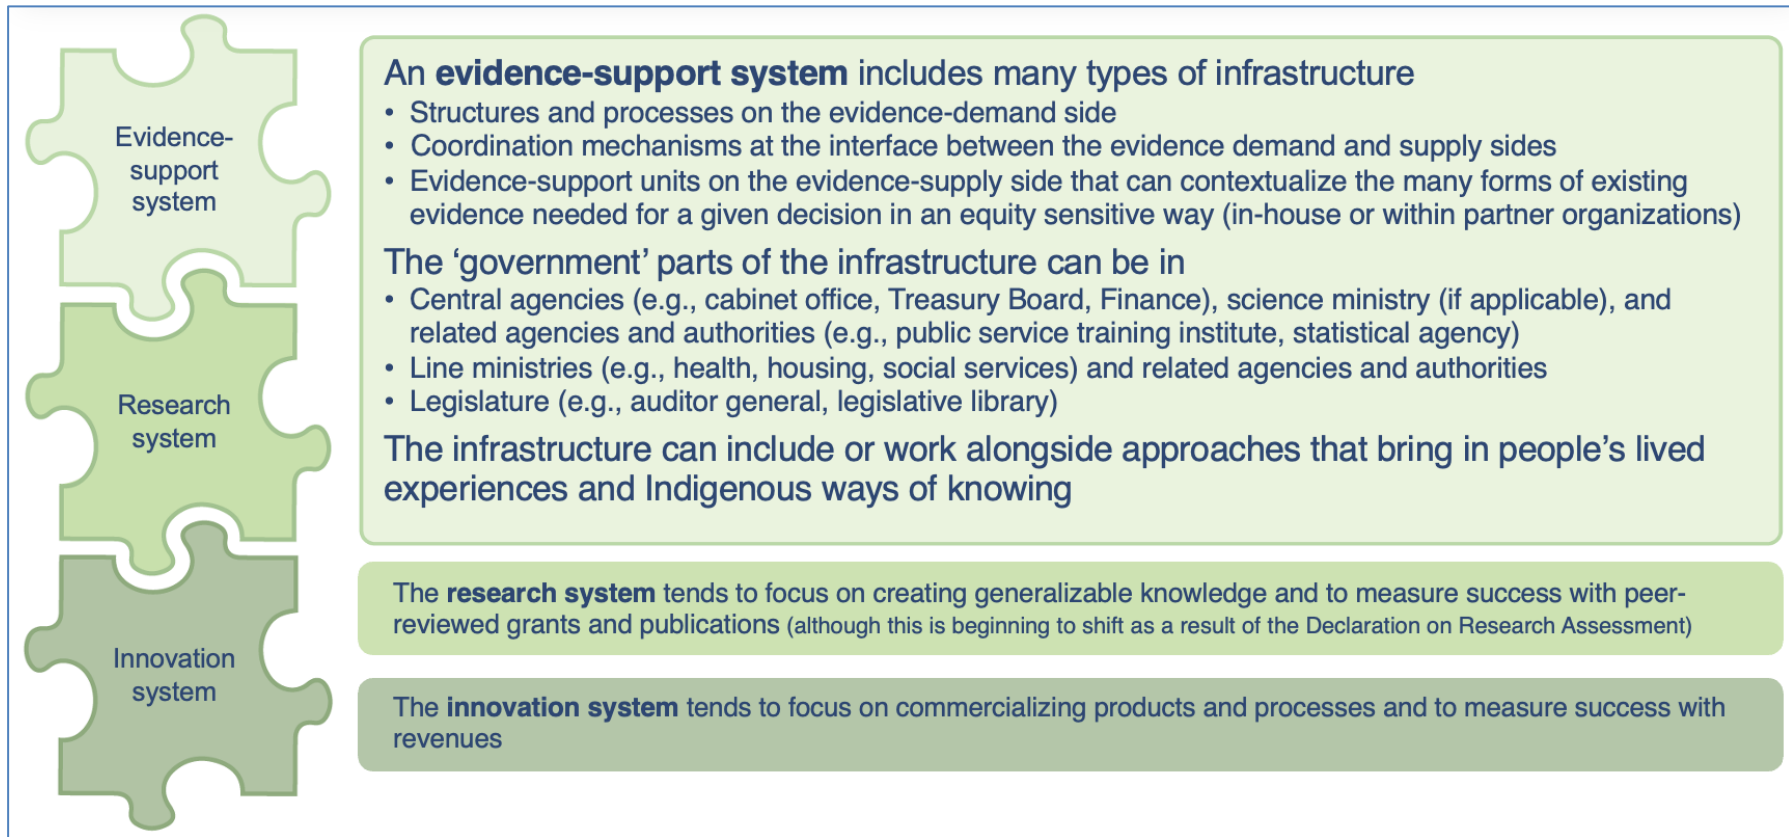 Evidence-
support
system
An evidence-support system includes many types of infrastructure
• Structures and processes on the evidence-demand side
• Coordination mechanisms at the interface between the evidence demand and supply sides
• Evidence-support units on the evidence-supply side that can contextualize the many forms of existing
evidence needed for a given decision in an equity sensitive way (in-house or within partner organizations)
The ‘government’ parts of the infrastructure can be in
• Central agencies (e.g., cabinet office, Treasury Board, Finance), science ministry (if applicable), and
related agencies and authorities (e.g., public service training institute, statistical agency)
• Line ministries (e.g., health, housing, social services) and related agencies and authorities
• Legislature (e.g., auditor general, legislative library)
The infrastructure can include or work alongside approaches that bring in people’s lived
experiences and Indigenous ways of knowing
Research
system
The research system tends to focus on creating generalizable knowledge and to measure success with peer-
reviewed grants and publications (although this is beginning to shift as a result of the Declaration on Research Assessment)
Innovation
system
The innovation system tends to focus on commercializing products and processes and to measure success with
revenues